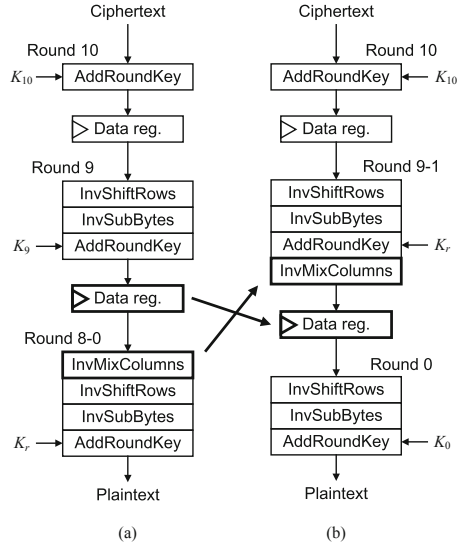 Ciphertext
Round 10
K10
AddRoundKey
Data reg.
Round 9
InvShiftRows
InvSubBytes
K9
AddRoundKey
Data reg.
Round 8-0
InvMixColumns
InvShiftRows
InvSubBytes
Kr
AddRoundKey
Plaintext
(a)
Ciphertext
Round 10
AddRoundKey
K10
Data reg.
Round 9-1
InvShiftRows
InvSubBytes
AddRoundKey
Kr
InvMixColumns
Data reg.
Round 0
InvShiftRows
InvSubBytes
AddRoundKey
K0
Plaintext
(b)